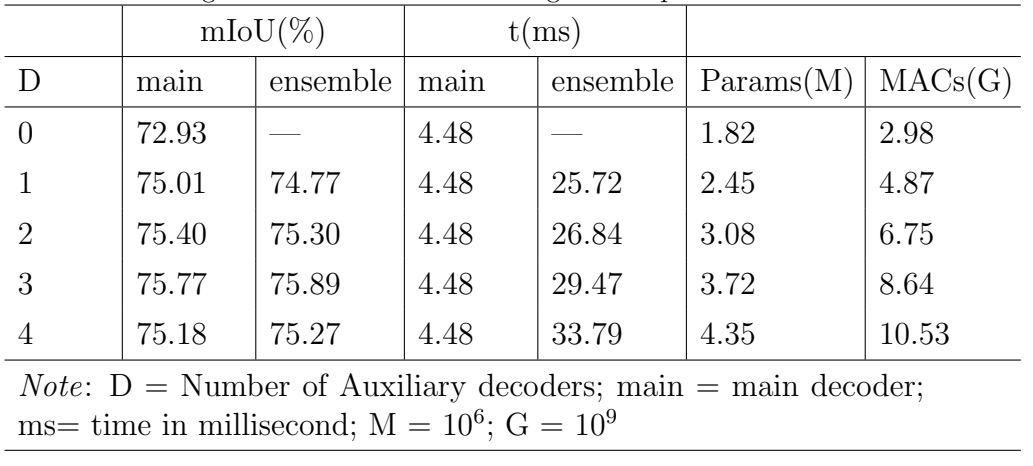 mIoU(%) t(ms)
D main ensemble main ensemble Params(M) MACs(G)
0 72.93 — 4.48 — 1.82 2.98
1 75.01 74.77 4.48 25.72 2.45 4.87
2 75.40 75.30 4.48 26.84 3.08 6.75
3 75.77 75.89 4.48 29.47 3.72 8.64
4 75.18 75.27 4.48 33.79 4.35 10.53
Note: D = Number of Auxiliary decoders; main = main decoder;
ms= time in millisecond; M = 10⁶; G = 10⁹